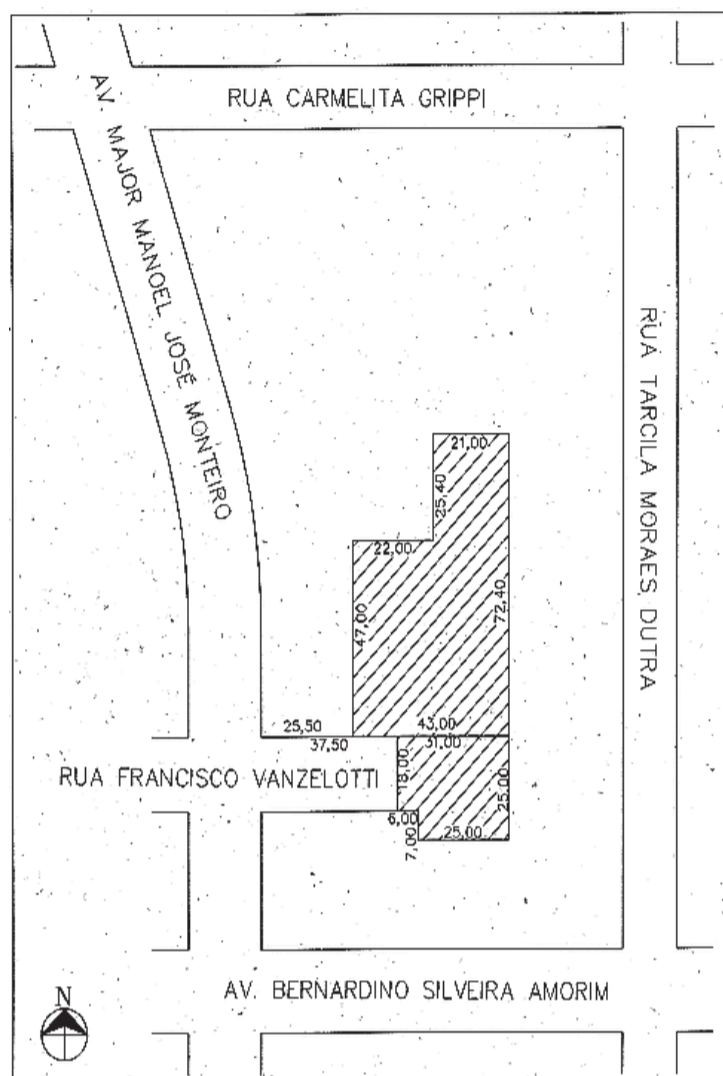 RUA CARMELITA GRIPPI
AV. MAJOR MANOEL JOSÉ MONTEIRO
RUA TARCILA MORAES DUTRA
21,00
25,40
22,00
72,40
47,00
25,50
43,00
37,50
31,00
RUA FRANCISCO VANZELOTTI
18,00
25,00
6,00
7,00
25,00
AV. BERNARDINO SILVEIRA AMORIM
N